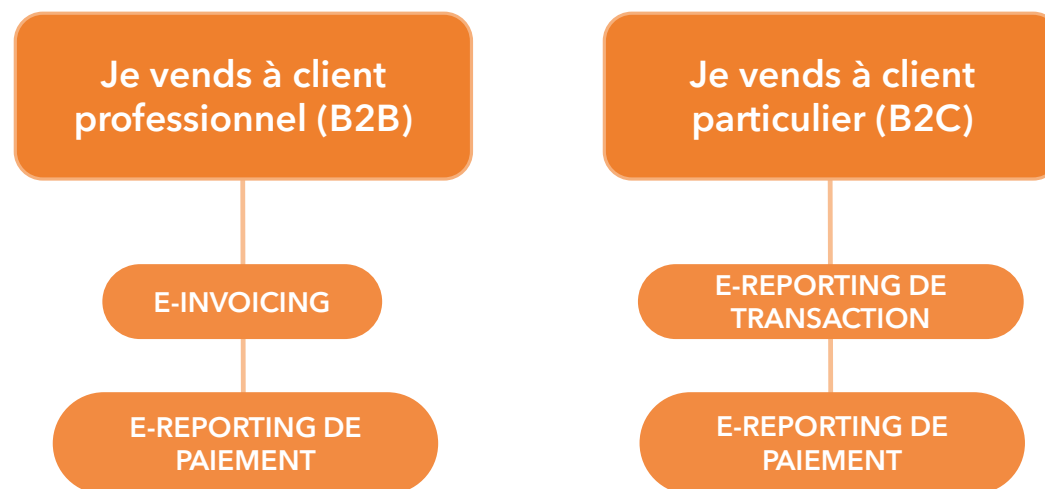 Je vends à client
professionnel (B2B)
E-INVOICING
E-REPORTING DE
PAIEMENT
Je vends à client
particulier (B2C)
E-REPORTING DE
TRANSACTION
E-REPORTING DE
PAIEMENT